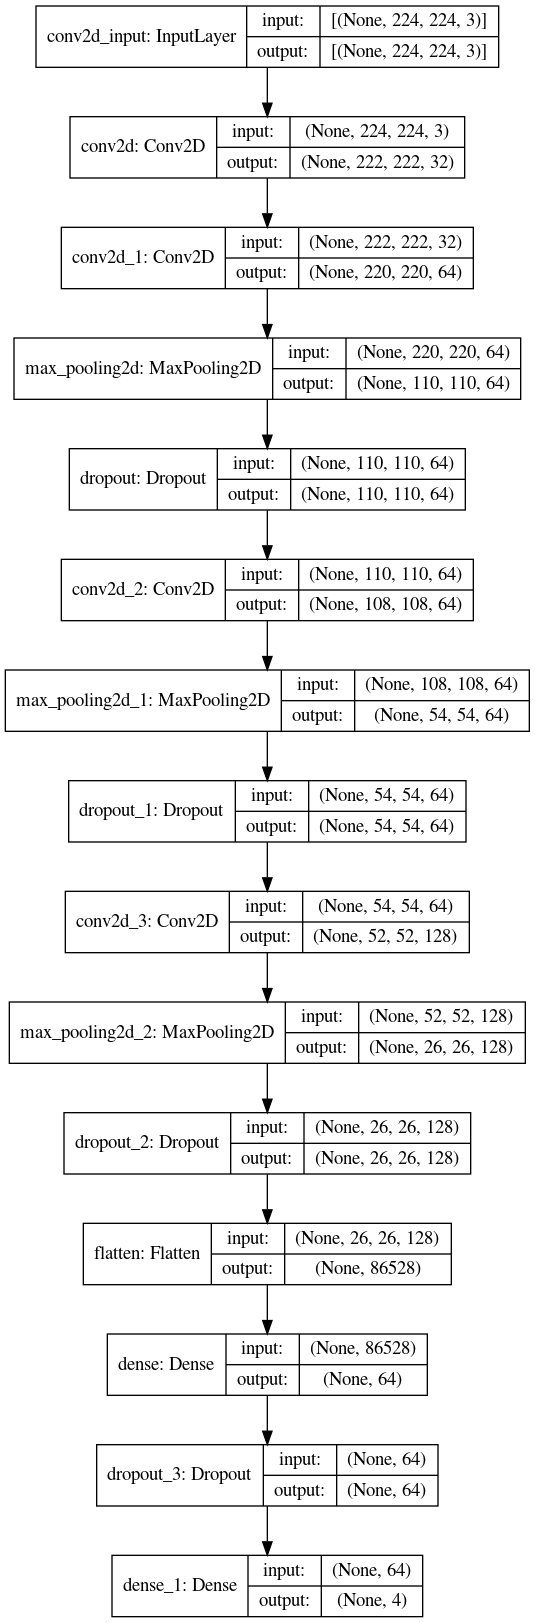 conv2d_input: InputLayer
input:
[(None, 224, 224, 3)]
output:
[(None, 224, 224, 3)]
conv2d: Conv2D
input:
(None, 224, 224, 3)
output:
(None, 222, 222, 32)
conv2d_1: Conv2D
input:
(None, 222, 222, 32)
output:
(None, 220, 220, 64)
max_pooling2d: MaxPooling2D
input:
(None, 220, 220, 64)
output:
(None, 110, 110, 64)
dropout: Dropout
input:
(None, 110, 110, 64)
output:
(None, 110, 110, 64)
conv2d_2: Conv2D
input:
(None, 110, 110, 64)
output:
(None, 108, 108, 64)
max_pooling2d_1: MaxPooling2D
input:
(None, 108, 108, 64)
output:
(None, 54, 54, 64)
dropout_1: Dropout
input:
(None, 54, 54, 64)
output:
(None, 54, 54, 64)
conv2d_3: Conv2D
input:
(None, 54, 54, 64)
output:
(None, 52, 52, 128)
max_pooling2d_2: MaxPooling2D
input:
(None, 52, 52, 128)
output:
(None, 26, 26, 128)
dropout_2: Dropout
input:
(None, 26, 26, 128)
output:
(None, 26, 26, 128)
flatten: Flatten
input:
(None, 26, 26, 128)
output:
(None, 86528)
dense: Dense
input:
(None, 86528)
output:
(None, 64)
dropout_3: Dropout
input:
(None, 64)
output:
(None, 64)
dense_1: Dense
input:
(None, 64)
output:
(None, 4)